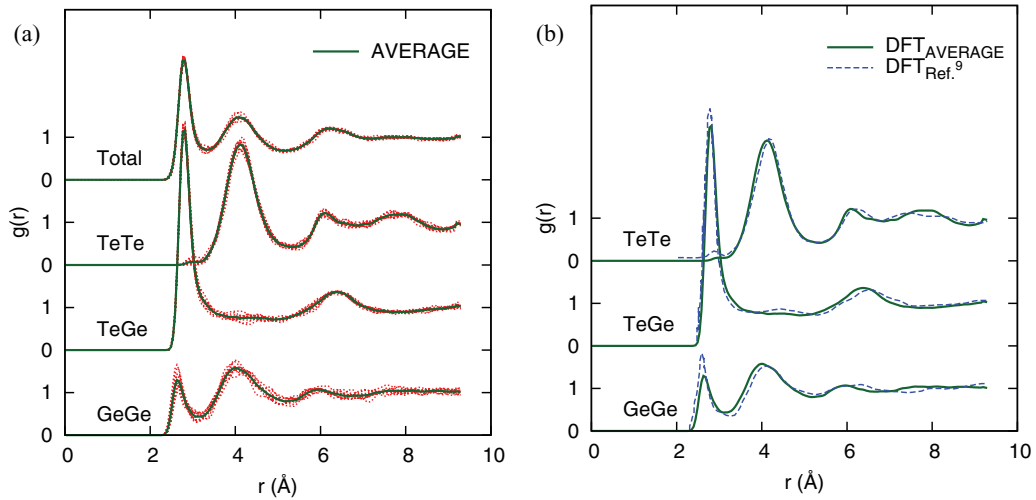 (a)
AVERAGE
g(r)
1
Total
0
1
TeTe
0
1
TeGe
0
1
GeGe
0
0 2 4 6 8 10
r (Å)
(b)
DFT_AVERAGE
DFT_Ref.⁹
g(r)
1
TeTe
0
1
TeGe
0
1
GeGe
0
0 2 4 6 8 10
r (Å)